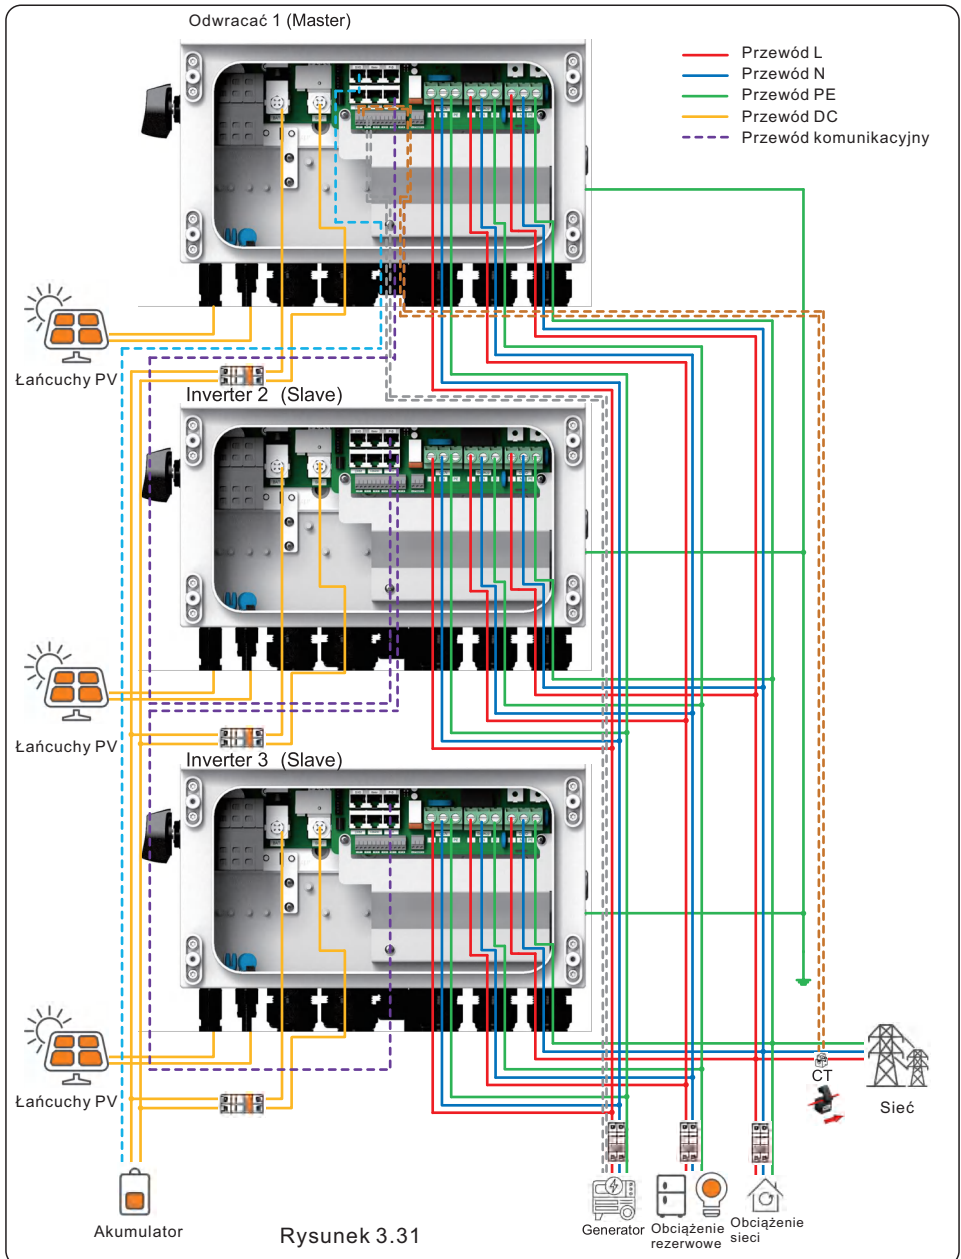 Odwracać 1 (Master)
Przewód L
Przewód N
Przewód PE
Przewód DC
Przewód komunikacyjny
Łańcuchy PV
Inverter 2 (Slave)
Łańcuchy PV
Inverter 3 (Slave)
Łańcuchy PV
CT
Sieć
Akumulator
Rysunek 3.31
Generator
Obciążenie
rezerwowe
Obciążenie
sieci